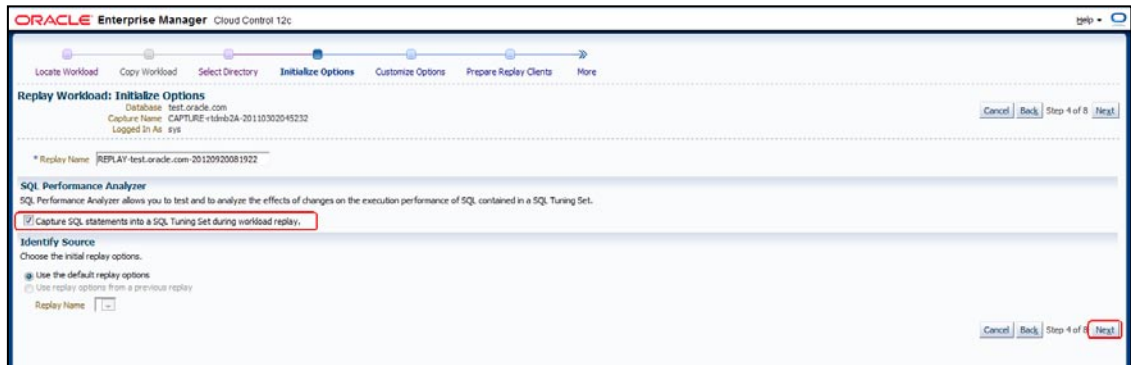 ORACLE Enterprise Manager Cloud Control 12c
Help
Locate Workload Copy Workload Select Directory Initialize Options Customize Options Prepare Replay Clients More
Replay Workload: Initialize Options
Database test.oracle.com
Capture Name CAPTURE-rtdmb2A-20110302045232
Logged In As sys
Cancel Back Step 4 of 8 Next
* Replay Name REPLAY-test.oracle.com-20120920081922
SQL Performance Analyzer
SQL Performance Analyzer allows you to test and to analyze the effects of changes on the execution performance of SQL contained in a SQL Tuning Set.
Capture SQL statements into a SQL Tuning Set during workload replay.
Identify Source
Choose the initial replay options.
Use the default replay options
Use replay options from a previous replay
Replay Name
Cancel Back Step 4 of 8 Next